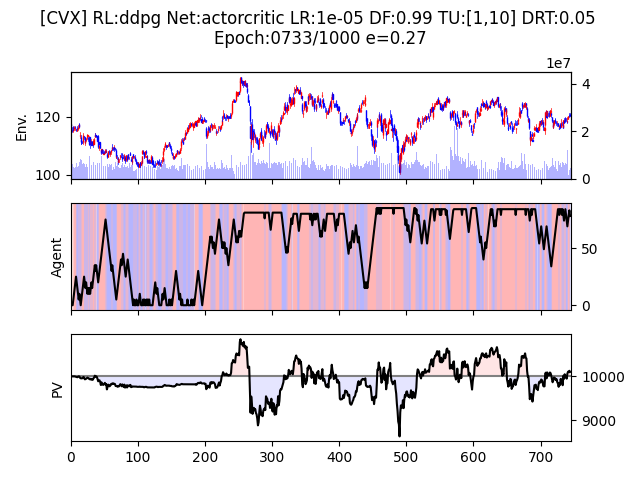 [CVX] RL:ddpg Net:actorcritic LR:1e-05 DF:0.99 TU:[1,10] DRT:0.05
Epoch:0733/1000 e=0.27
1e7
Env.
120
100
4
2
0
Agent
50
0
PV
10000
9000
0 100 200 300 400 500 600 700